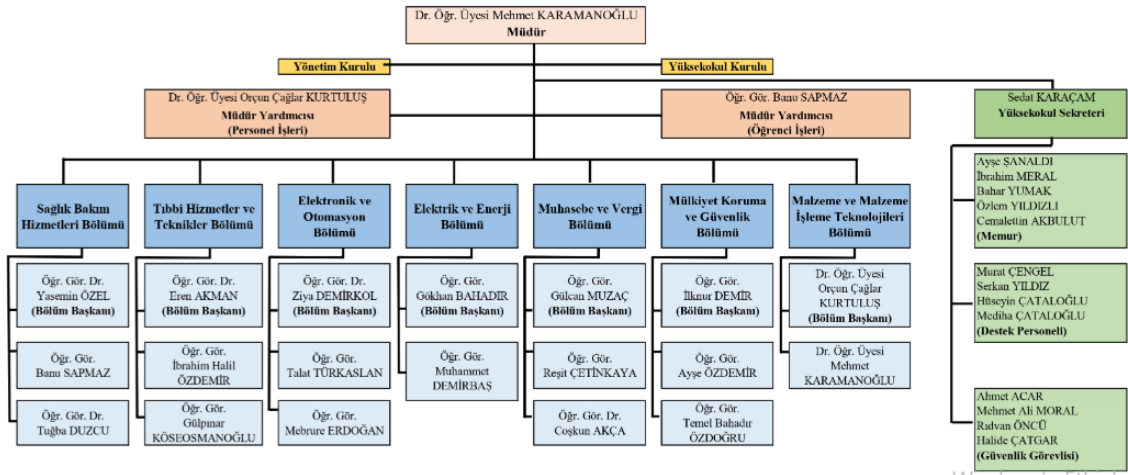 Dr. Öğr. Üyesi Mehmet KARAMANOĞLU
Müdür
Yönetim Kurulu
Yüksekokul Kurulu
Dr. Öğr. Üyesi Orçun Çağlar KURTULUŞ
Müdür Yardımcısı
(Personel İşleri)
Öğr. Gör. Banu SAPMAZ
Müdür Yardımcısı
(Öğrenci İşleri)
Sedat KARAÇAM
Yüksekokul Sekreteri
Sağlık Bakım
Hizmetleri Bölümü
Öğr. Gör. Dr.
Yasemin ÖZEL
(Bölüm Başkanı)
Öğr. Gör.
Banu SAPMAZ
Öğr. Gör. Dr.
Tuğba DUZCU
Tıbbi Hizmetler ve
Teknikler Bölümü
Öğr. Gör. Dr.
Eren AKMAN
(Bölüm Başkanı)
Öğr. Gör.
İbrahim Halil
ÖZDEMİR
Öğr. Gör.
Gülpınar
KÖSEOSMANOĞLU
Elektronik ve
Otomasyon
Bölümü
Öğr. Gör. Dr.
Ziya DEMİRKOL
(Bölüm Başkanı)
Öğr. Gör.
Talat TÜRKASLAN
Öğr. Gör.
Mebrure ERDOĞAN
Elektrik ve Enerji
Bölümü
Öğr. Gör.
Gökhan BAHADIR
(Bölüm Başkanı)
Öğr. Gör.
Muhammet
DEMİRBAŞ
Muhasebe ve Vergi
Bölümü
Öğr. Gör.
Gülcan MUZAÇ
(Bölüm Başkanı)
Öğr. Gör.
Reşit ÇETİNKAYA
Öğr. Gör. Dr.
Coşkun AKÇA
Mülkiyet Koruma
ve Güvenlik
Bölümü
Öğr. Gör.
İlknur DEMİR
(Bölüm Başkanı)
Öğr. Gör.
Ayşe ÖZDEMİR
Öğr. Gör.
Temel Bahadır
ÖZDOĞRU
Malzeme ve Malzeme
İşleme Teknolojileri
Bölümü
Dr. Öğr. Üyesi
Orçun Çağlar
KURTULUŞ
(Bölüm Başkanı)
Dr. Öğr. Üyesi
Mehmet
KARAMANOĞLU
Ayşe ŞANALDI
İbrahim MERAL
Bahar YUMAK
Özlem YILDIZLI
Cemalettin AKBULUT
(Memur)
Murat ÇENGEL
Serkan YILDIZ
Hüseyin ÇATALOĞLU
Mediha ÇATALOĞLU
(Destek Personeli)
Ahmet ACAR
Mehmet Ali MORAL
Rıdvan ÖNCÜ
Halide ÇATGAR
(Güvenlik Görevlisi)